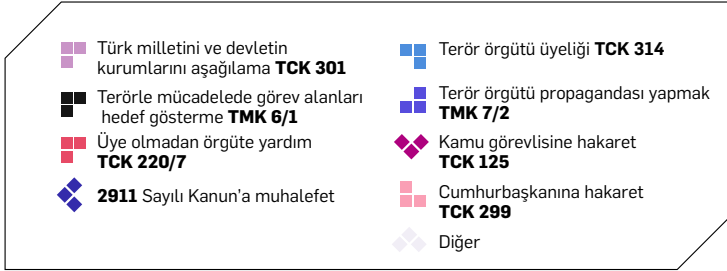 Türk milletini ve devletin
kurumlarını aşağılama TCK 301
Terörle mücadelede görev alanları
hedef gösterme TMK 6/1
Üye olmadan örgüte yardım
TCK 220/7
2911 Sayılı Kanun'a muhalefet
Terör örgütü üyeliği TCK 314
Terör örgütü propagandası yapmak
TMK 7/2
Kamu görevlisine hakaret
TCK 125
Cumhurbaşkanına hakaret
TCK 299
Diğer